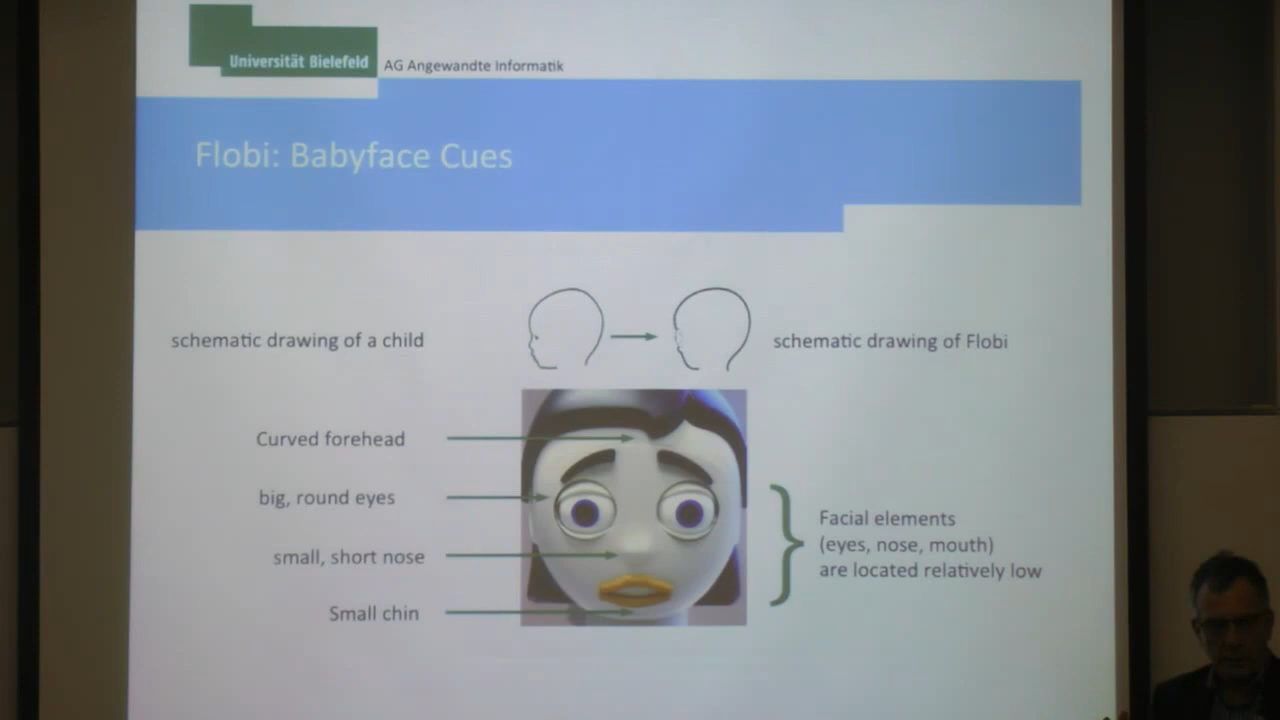 Universität Bielefeld
AG Angewandte Informatik
Flobi: Babyface Cues
schematic drawing of a child
schematic drawing of Flobi
Curved forehead
big, round eyes
small, short nose
Small chin
Facial elements
(eyes, nose, mouth)
are located relatively low